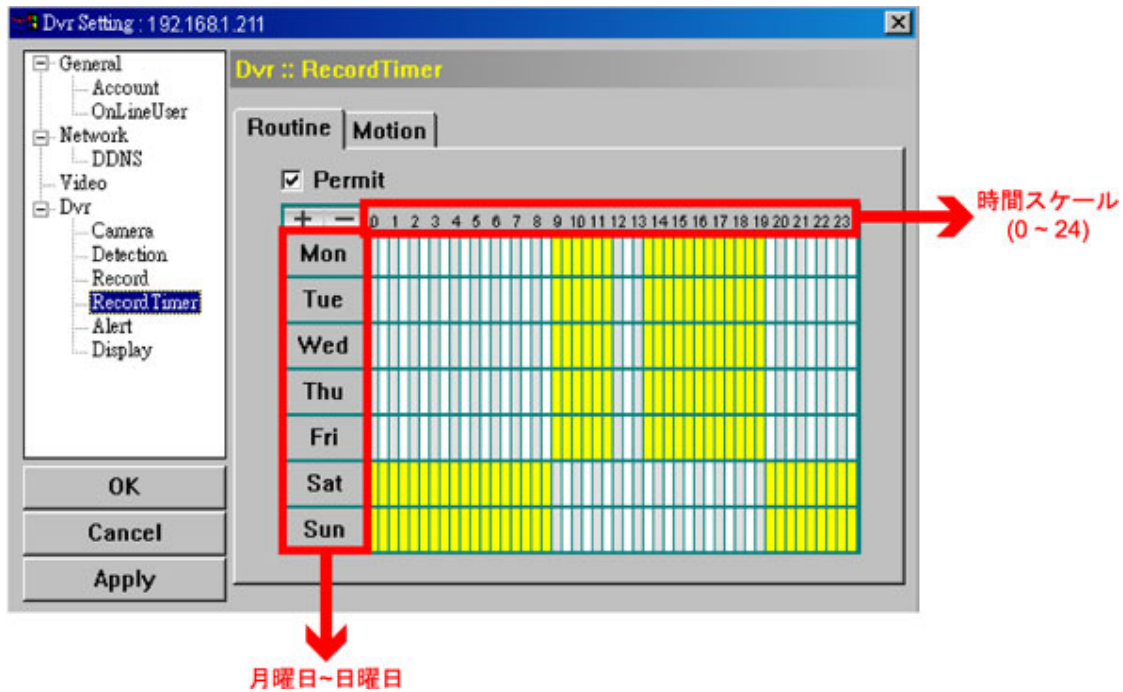 Dvr Setting : 192.168.1.211
General
Account
OnLineUser
Network
DDNS
Video
Dvr
Camera
Detection
Record
RecordTimer
Alert
Display
OK
Cancel
Apply
Dvr :: RecordTimer
Routine Motion
Permit
+ − 0 1 2 3 4 5 6 7 8 9 10 11 12 13 14 15 16 17 18 19 20 21 22 23
Mon
Tue
Wed
Thu
Fri
Sat
Sun
時間スケール
(0 ~ 24)
月曜日~日曜日